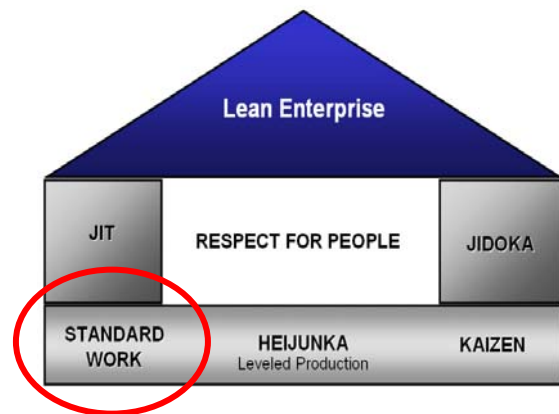 Lean Enterprise
JIT
RESPECT FOR PEOPLE
JIDOKA
STANDARD
WORK
HEIJUNKA
Leveled Production
KAIZEN